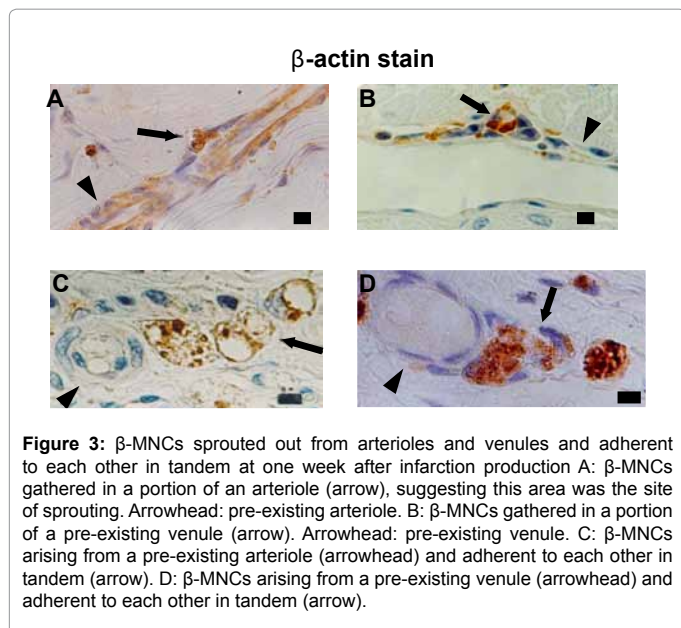 β-actin stain
A
B
C
D
Figure 3: β-MNCs sprouted out from arterioles and venules and adherent
to each other in tandem at one week after infarction production A: β-MNCs
gathered in a portion of an arteriole (arrow), suggesting this area was the site
of sprouting. Arrowhead: pre-existing arteriole. B: β-MNCs gathered in a portion
of a pre-existing venule (arrow). Arrowhead: pre-existing venule. C: β-MNCs
arising from a pre-existing arteriole (arrowhead) and adherent to each other in
tandem (arrow). D: β-MNCs arising from a pre-existing venule (arrowhead) and
adherent to each other in tandem (arrow).